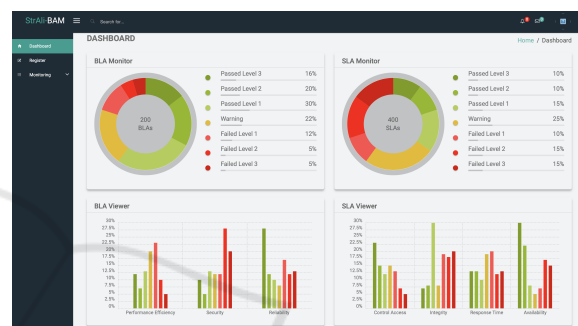 StrAli-BAM
Search for...
Dashboard
Register
Monitoring
DASHBOARD
Home / Dashboard
BLA Monitor
200
BLAs
Passed Level 3 16%
Passed Level 2 20%
Passed Level 1 30%
Warning 22%
Failed Level 1 12%
Failed Level 2 5%
Failed Level 3 5%
SLA Monitor
400
SLAs
Passed Level 3 10%
Passed Level 2 10%
Passed Level 1 15%
Warning 25%
Failed Level 1 10%
Failed Level 2 15%
Failed Level 3 15%
BLA Viewer
30%
27.5%
25%
22.5%
20%
17.5%
15%
12.5%
10%
7.5%
5%
2.5%
0%
Performance Efficiency Security Reliability
SLA Viewer
30%
27.5%
25%
22.5%
20%
17.5%
15%
12.5%
10%
7.5%
5%
2.5%
0%
Control Access Integrity Response Time Availability